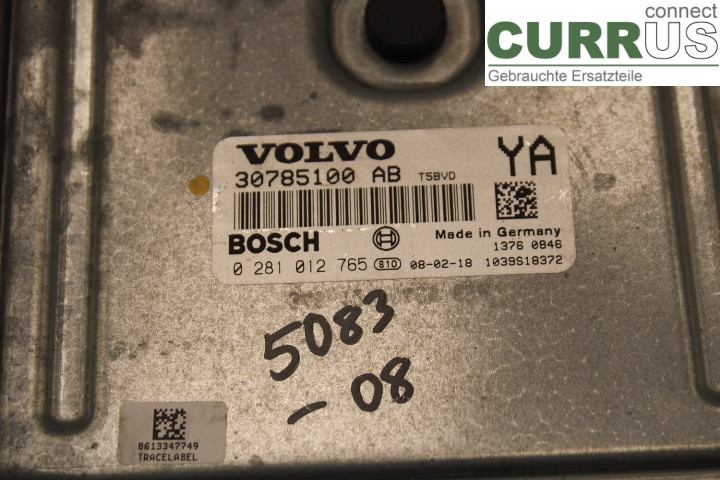 connect
CURRUS
Gebrauchte Ersatzteile
VOLVO
YA
30785100 AB T5BVD
BOSCH
Made in Germany
1376 0846
0 281 012 765 810 08-02-18 1039S18372
5083
-08
8613347749
TRACELABEL